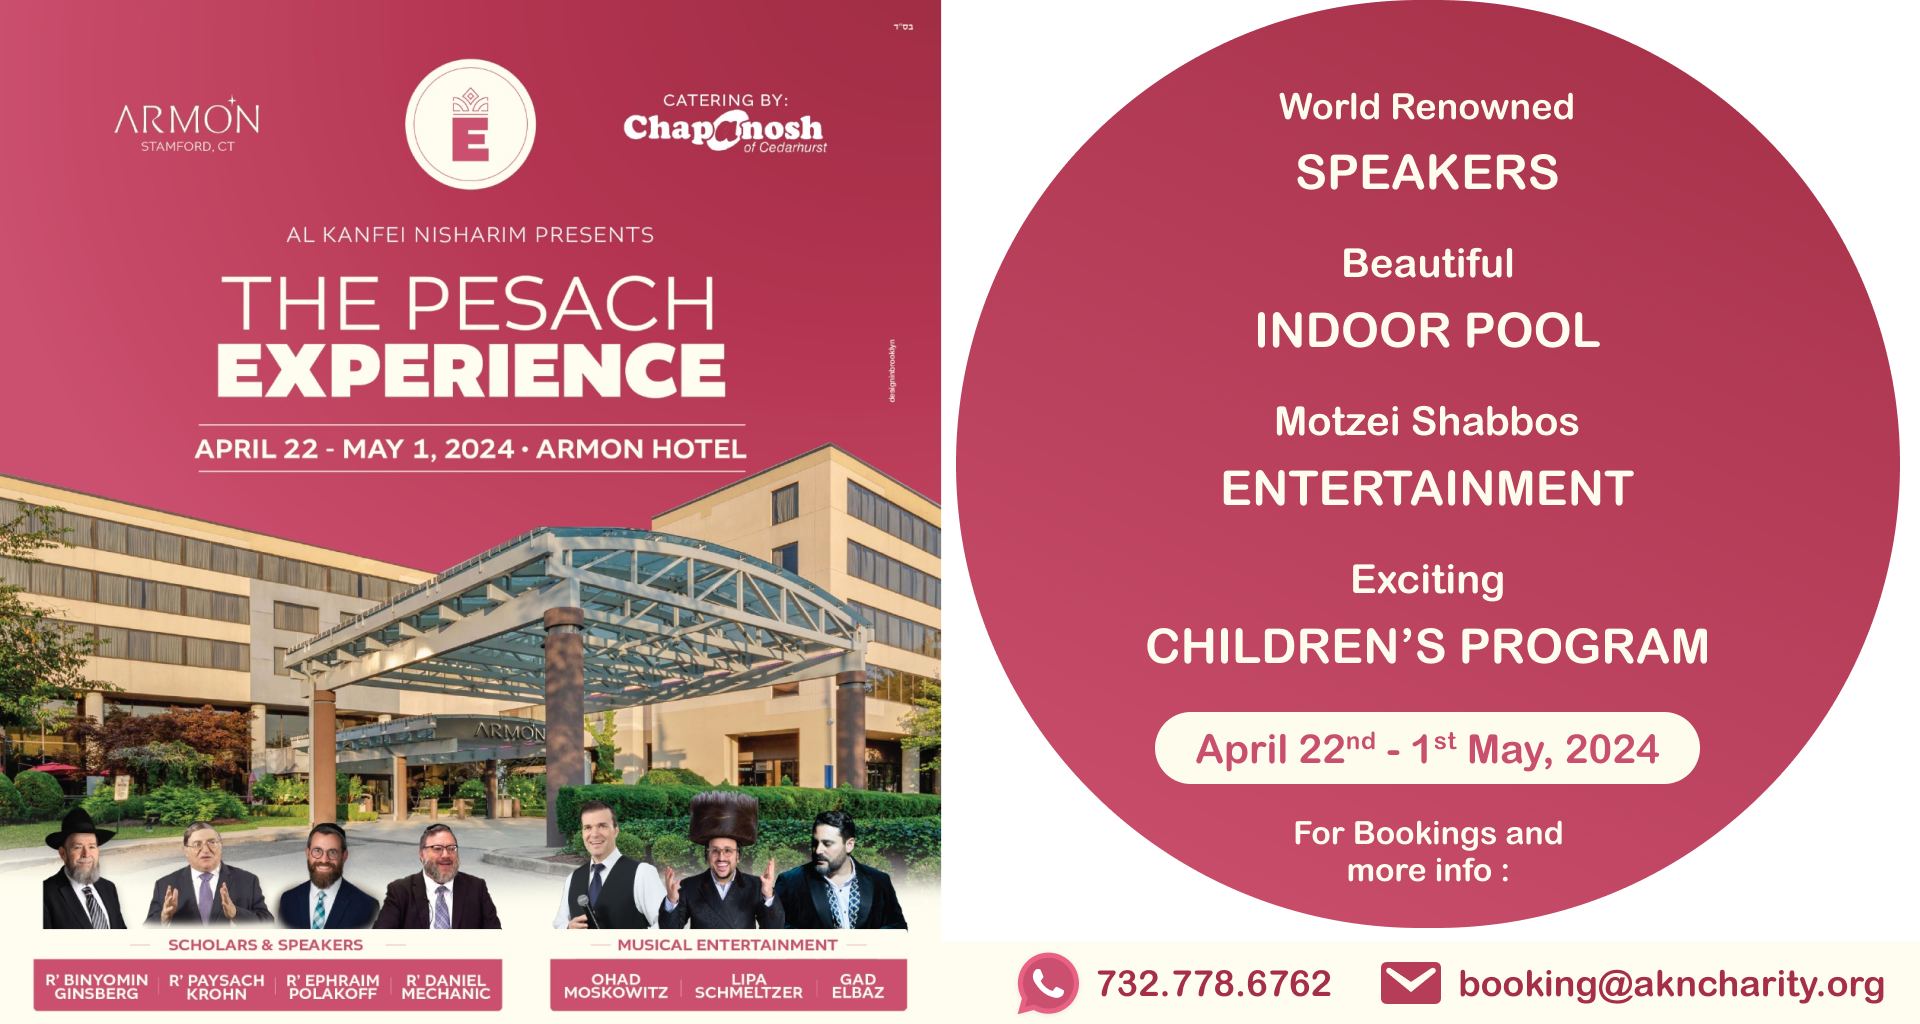 בס"ד
ARMON
STAMFORD, CT
E
CATERING BY:
Chapanosh
of Cedarhurst
AL KANFEI NISHARIM PRESENTS
THE PESACH
EXPERIENCE
designinbrooklyn
APRIL 22 - MAY 1, 2024 • ARMON HOTEL
ARMON
SCHOLARS & SPEAKERS
R' BINYOMIN GINSBERG
R' PAYSACH KROHN
R' EPHRAIM POLAKOFF
R' DANIEL MECHANIC
MUSICAL ENTERTAINMENT
OHAD MOSKOWITZ
LIPA SCHMELTZER
GAD ELBAZ
World Renowned
SPEAKERS
Beautiful
INDOOR POOL
Motzei Shabbos
ENTERTAINMENT
Exciting
CHILDREN'S PROGRAM
April 22nd - 1st May, 2024
For Bookings and
more info :
732.778.6762
booking@akncharity.org